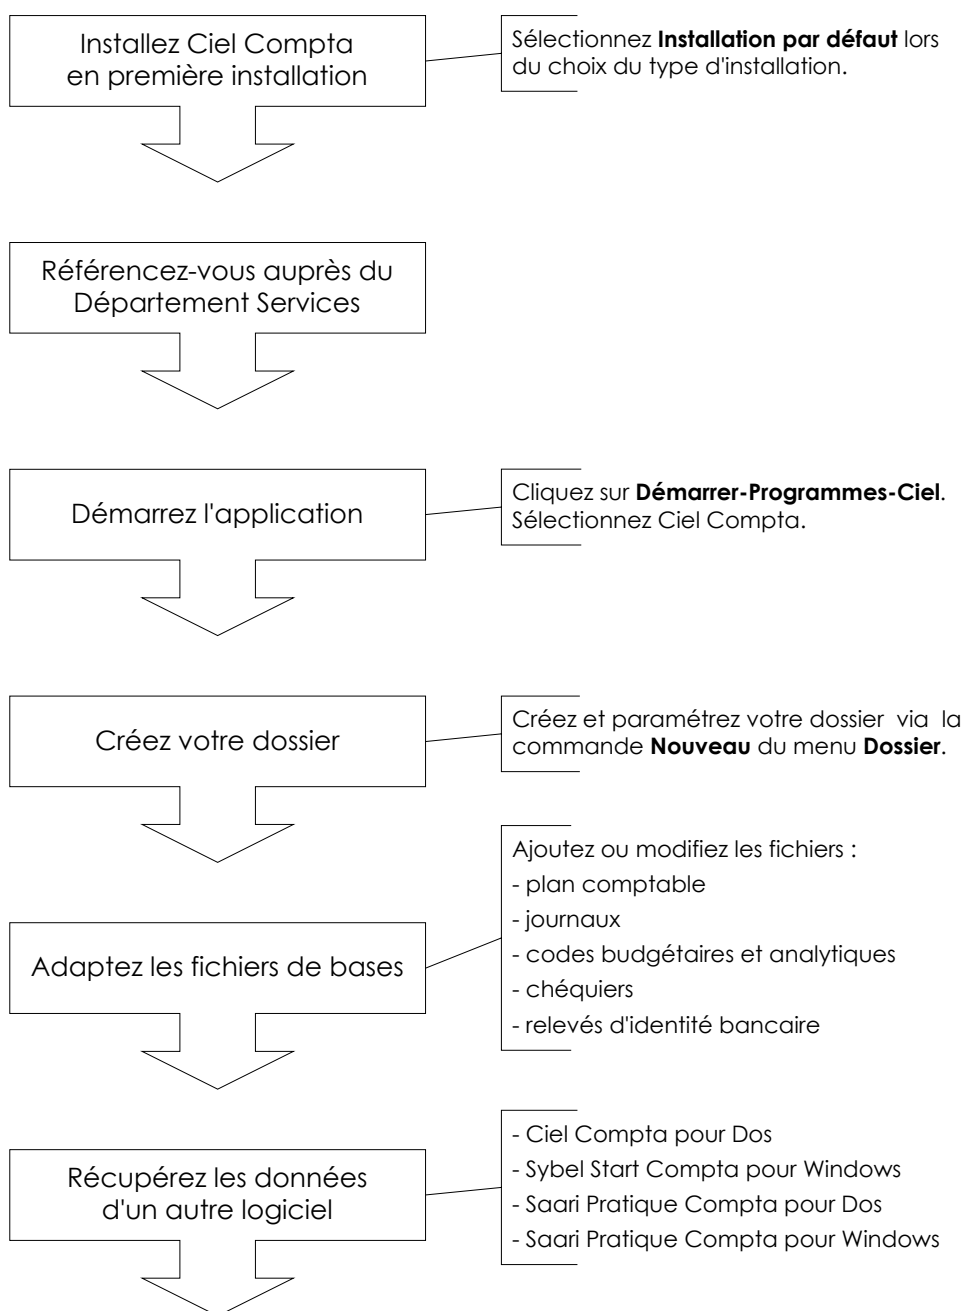 Installez Ciel Compta
en première installation
Sélectionnez Installation par défaut lors
du choix du type d'installation.
Référencez-vous auprès du
Département Services
Démarrez l'application
Cliquez sur Démarrer-Programmes-Ciel.
Sélectionnez Ciel Compta.
Créez votre dossier
Créez et paramétrez votre dossier via la
commande Nouveau du menu Dossier.
Adaptez les fichiers de bases
Ajoutez ou modifiez les fichiers :
- plan comptable
- journaux
- codes budgétaires et analytiques
- chéquiers
- relevés d'identité bancaire
Récupérez les données
d'un autre logiciel
- Ciel Compta pour Dos
- Sybel Start Compta pour Windows
- Saari Pratique Compta pour Dos
- Saari Pratique Compta pour Windows